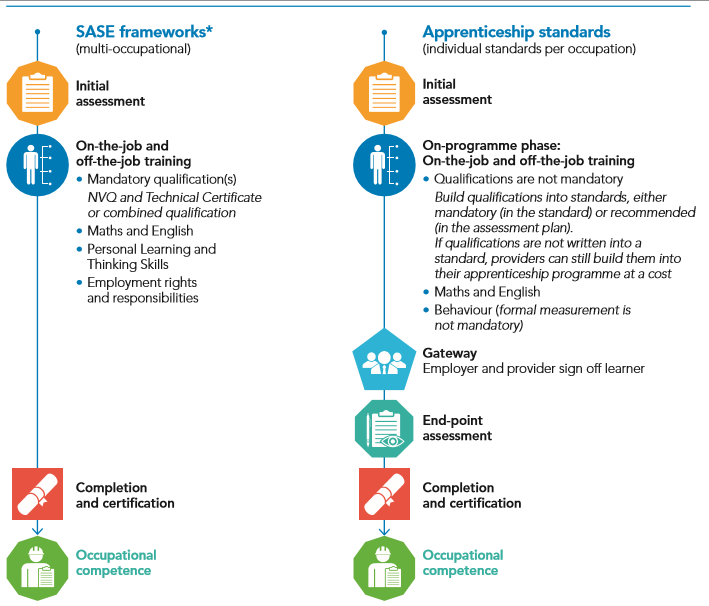 SASE frameworks*
(multi-occupational)
Initial
assessment
On-the-job and
off-the-job training
• Mandatory qualification(s)
NVQ and Technical Certificate
or combined qualification
• Maths and English
• Personal Learning and
Thinking Skills
• Employment rights
and responsibilities
Completion
and certification
Occupational
competence
Apprenticeship standards
(individual standards per occupation)
Initial
assessment
On-programme phase:
On-the-job and off-the-job training
• Qualifications are not mandatory
Build qualifications into standards, either
mandatory (in the standard) or recommended
(in the assessment plan).
If qualifications are not written into a
standard, providers can still build them into
their apprenticeship programme at a cost
• Maths and English
• Behaviour (formal measurement is
not mandatory)
Gateway
Employer and provider sign off learner
End-point
assessment
Completion
and certification
Occupational
competence